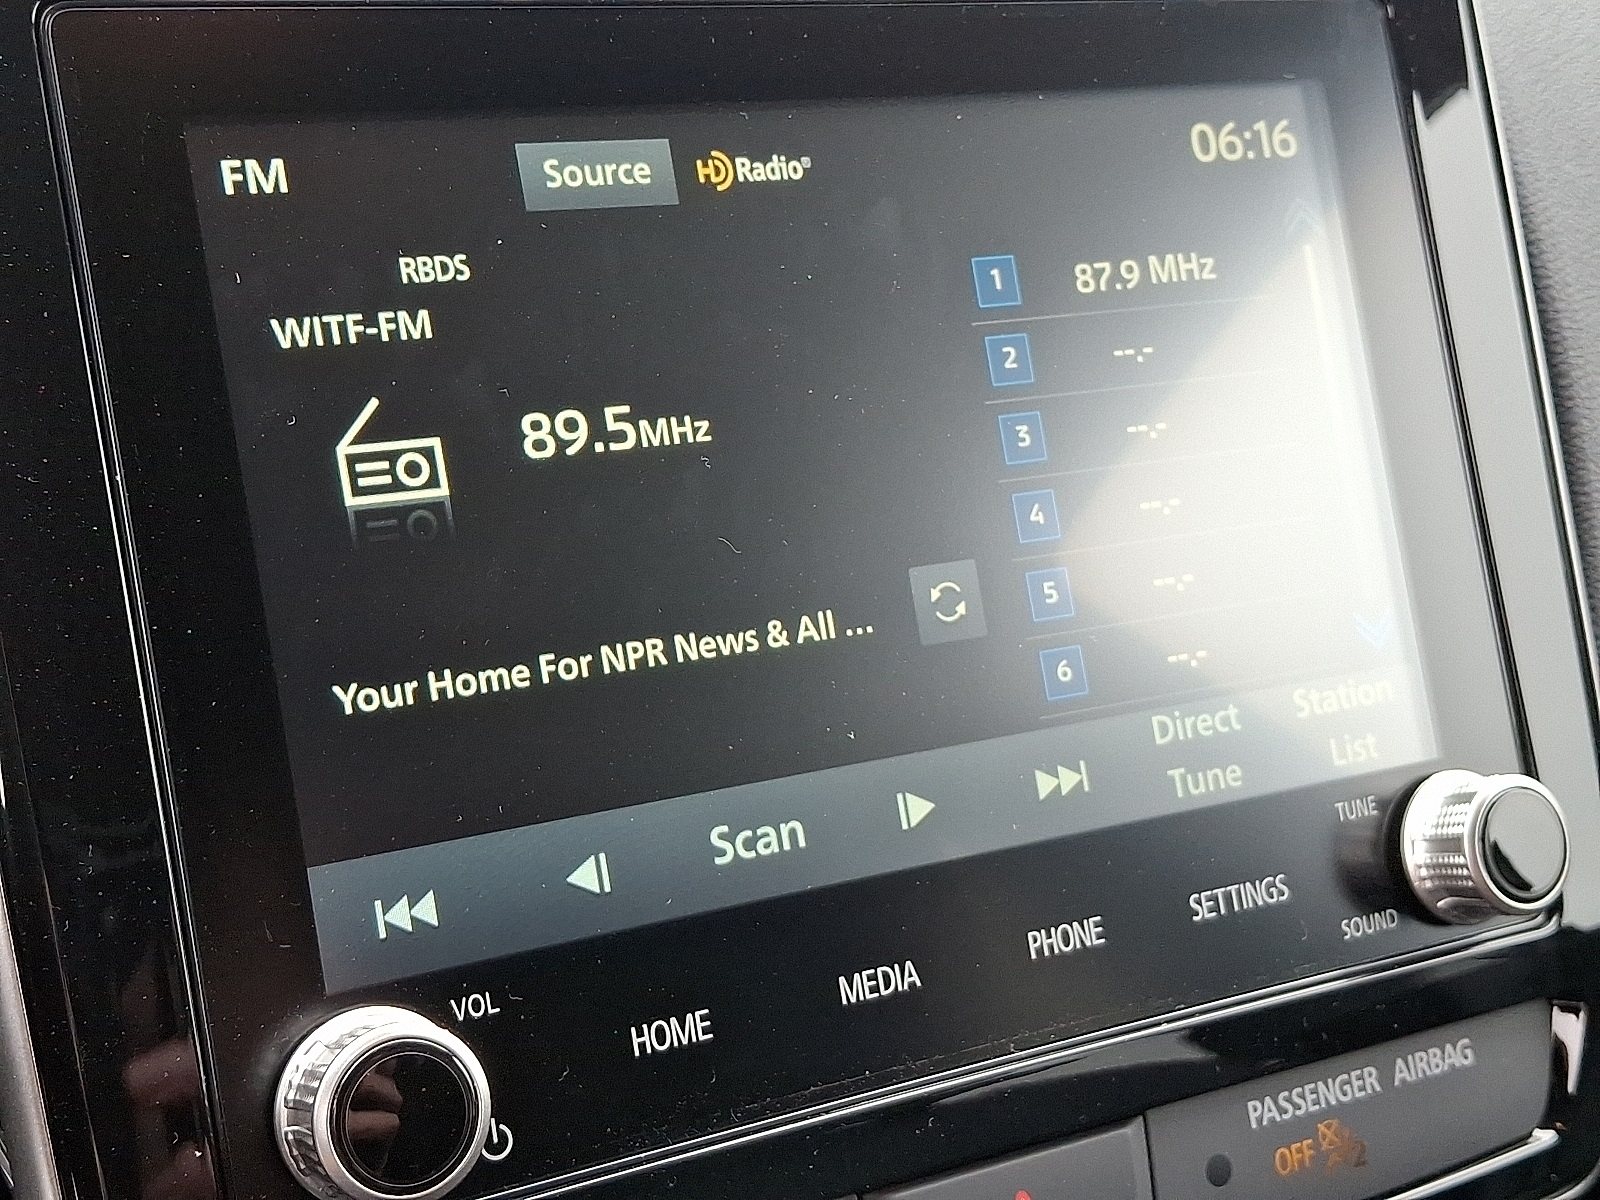 FM
Source
HD Radio®
06:16
RBDS
WITF-FM
89.5MHz
Your Home For NPR News & All ...
1 87.9 MHz
2 --.-
3 --.-
4 --.-
5 --.-
6 --.-
Scan
Direct
Tune
Station
List
VOL
HOME
MEDIA
PHONE
SETTINGS
TUNE
SOUND
PASSENGER AIRBAG
OFF